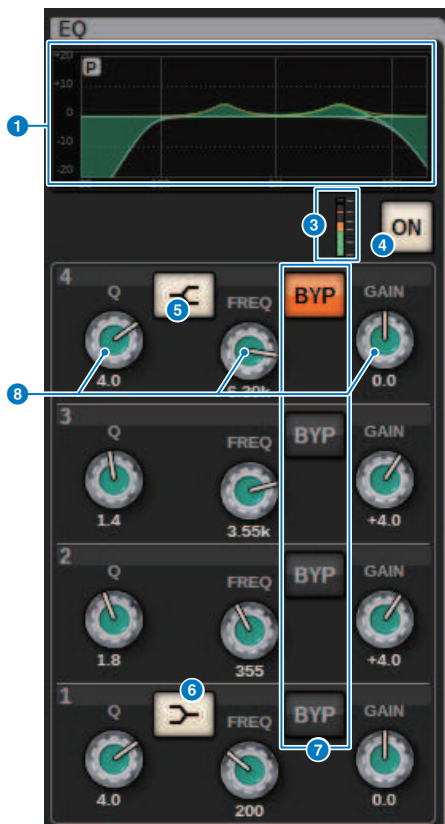 EQ
+20
P
+10
0
-10
-20
1
3
4
ON
4
Q
5
FREQ
BYP
GAIN
8
4.0
0.0
3
Q
FREQ
BYP
GAIN
1.4
3.55k
+4.0
2
Q
FREQ
BYP
GAIN
1.8
355
+4.0
1
Q
6
FREQ
BYP
GAIN
7
4.0
200
0.0